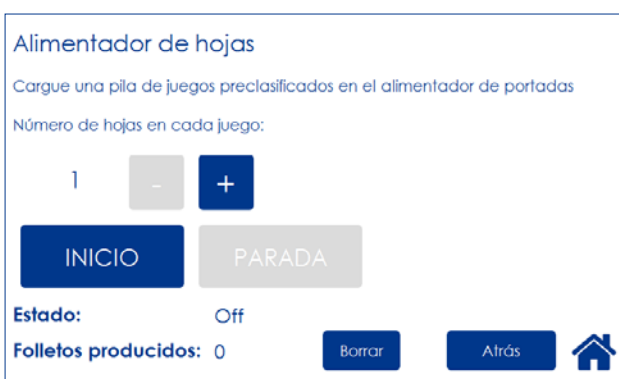 Alimentador de hojas
Cargue una pila de juegos preclasificados en el alimentador de portadas
Número de hojas en cada juego:
1 - +
INICIO PARADA
Estado: Off
Folletos producidos: 0 Borrar Atrás